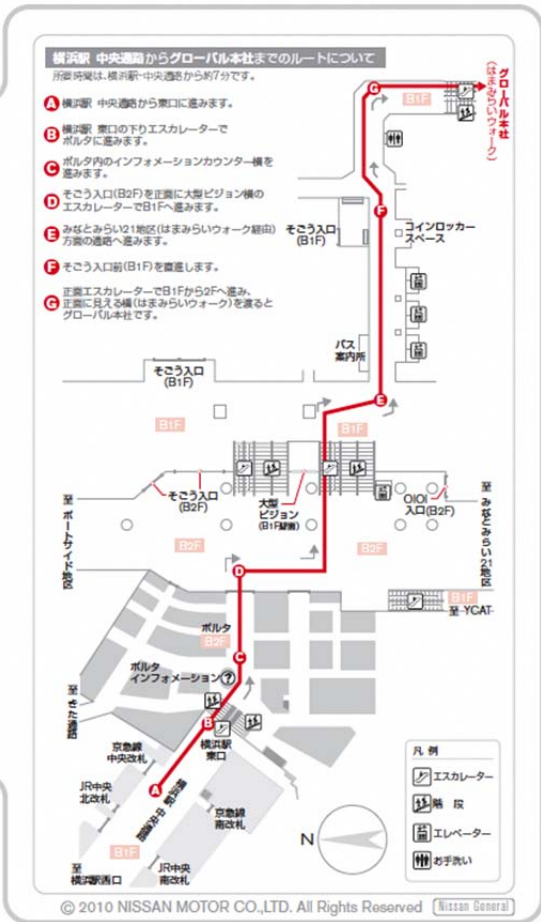 横浜駅 中央通路からグローバル本社までのルートについて
所要時間は、横浜駅-中央通路から約7分です。
A 横浜駅 中央通路から東口に進みます。
B 横浜駅 東口の下りエスカレーターで
ポルタに進みます。
C ポルタ内のインフォメーションカウンター横を
進みます。
D そごう入口(B2F)を正面に大型ビジョン横の
エスカレーターでB1Fへ進みます。
E みなとみらい21地区(はまみらいウォーク経由)
方面の通路へ進みます。
F そごう入口前(B1F)を直進します。
G 正面エスカレーターでB1Fから2Fへ進み、
正面に見える橋(はまみらいウォーク)を渡ると
グローバル本社です。
G
B1F
グローバル本社
(はまみらいウォーク)
F
そごう入口
(B1F)
コインロッカー
スペース
バス
案内所
そごう入口
(B1F)
E
B1F
B1F
そごう入口
(B2F)
大型
ビジョン
(B1F壁面)
OIOI
入口(B2F)
至 ポートサイド地区
至 みなとみらい21地区
B2F
B2F
D
B1F
至 YCAT
ポルタ
B2F
C
ポルタ
インフォメーション ?
至 きた通路
B
横浜駅
東口
京急線
中央改札
A
JR中央
北改札
横浜駅 中央通路
京急線
南改札
B1F
至
横浜駅西口
JR中央
南改札
N
凡 例
エスカレーター
階 段
エレベーター
お手洗い
© 2010 NISSAN MOTOR CO.,LTD. All Rights Reserved Nissan General